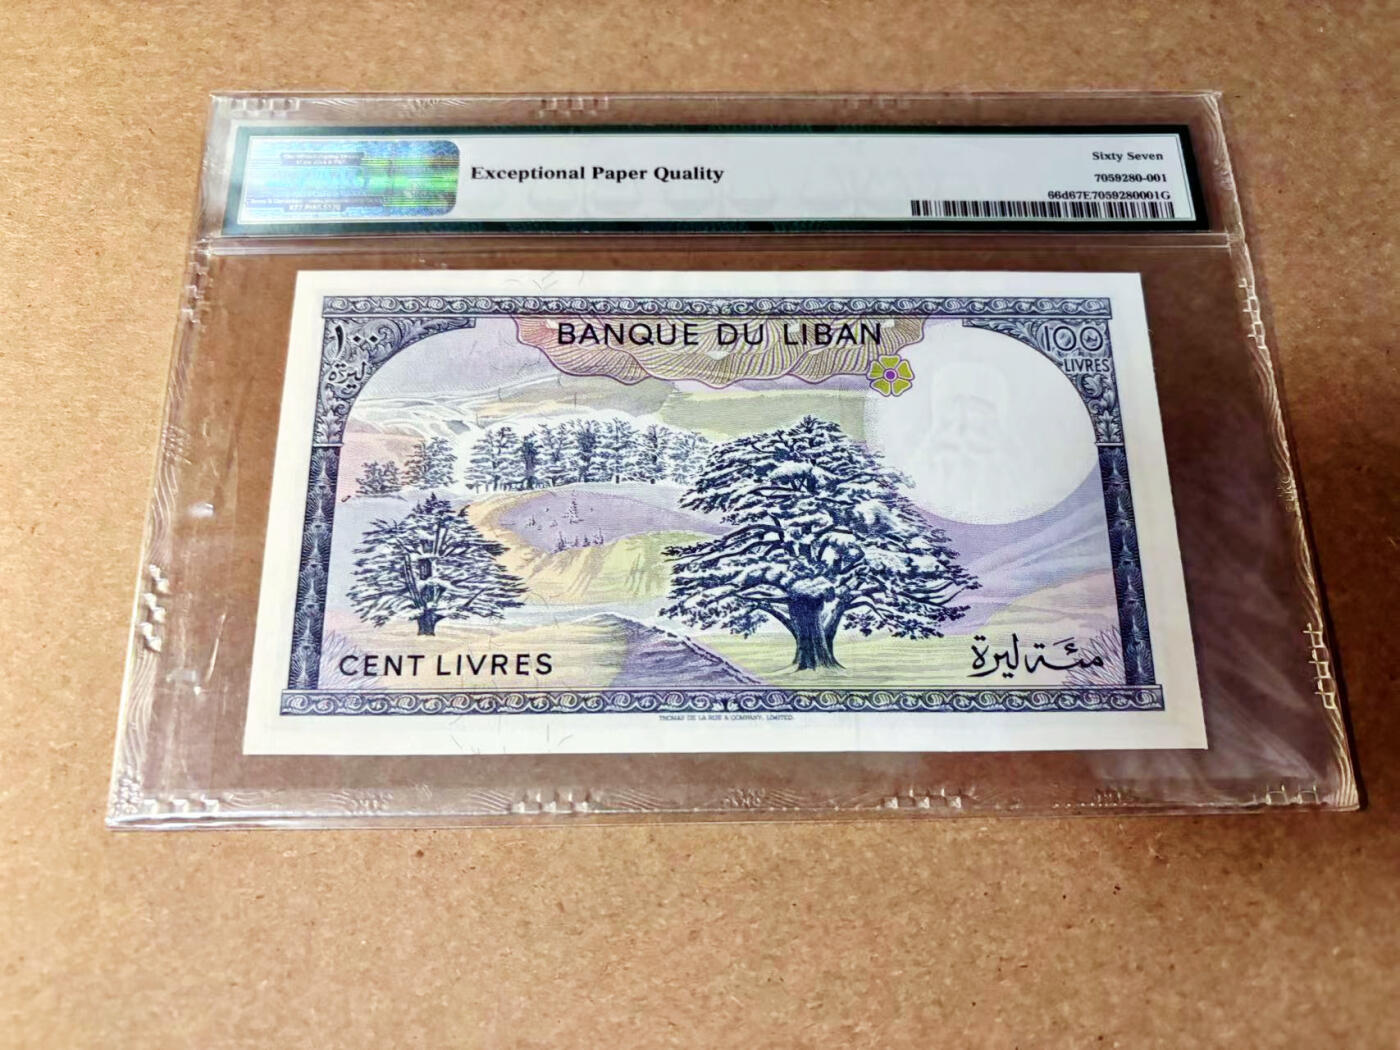 Exceptional Paper Quality
Sixty Seven
7059280-001
66d67E7059280001G
١٠٠
ليرة
BANQUE DU LIBAN
100
LIVRES
CENT LIVRES
مئة ليرة
THOMAS DE LA RUE & COMPANY, LIMITED.